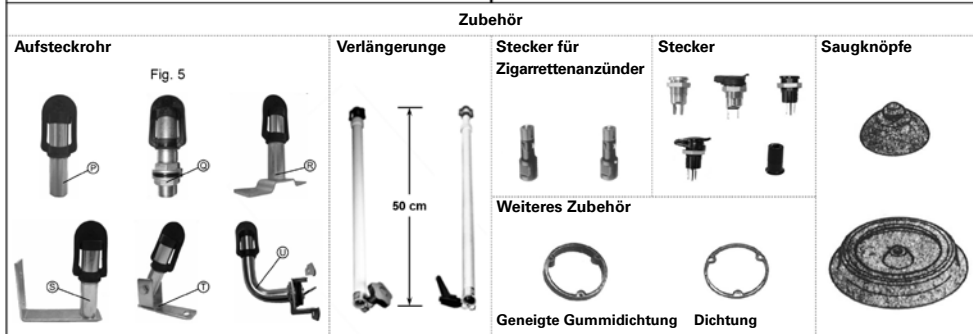 Zubehör
Aufsteckrohr
Fig. 5
P
Q
R
S
T
U
Verlängerunge
50 cm
Stecker für
Zigarrettenanzünder
Stecker
Weiteres Zubehör
Geneigte Gummidichtung
Dichtung
Saugknöpfe